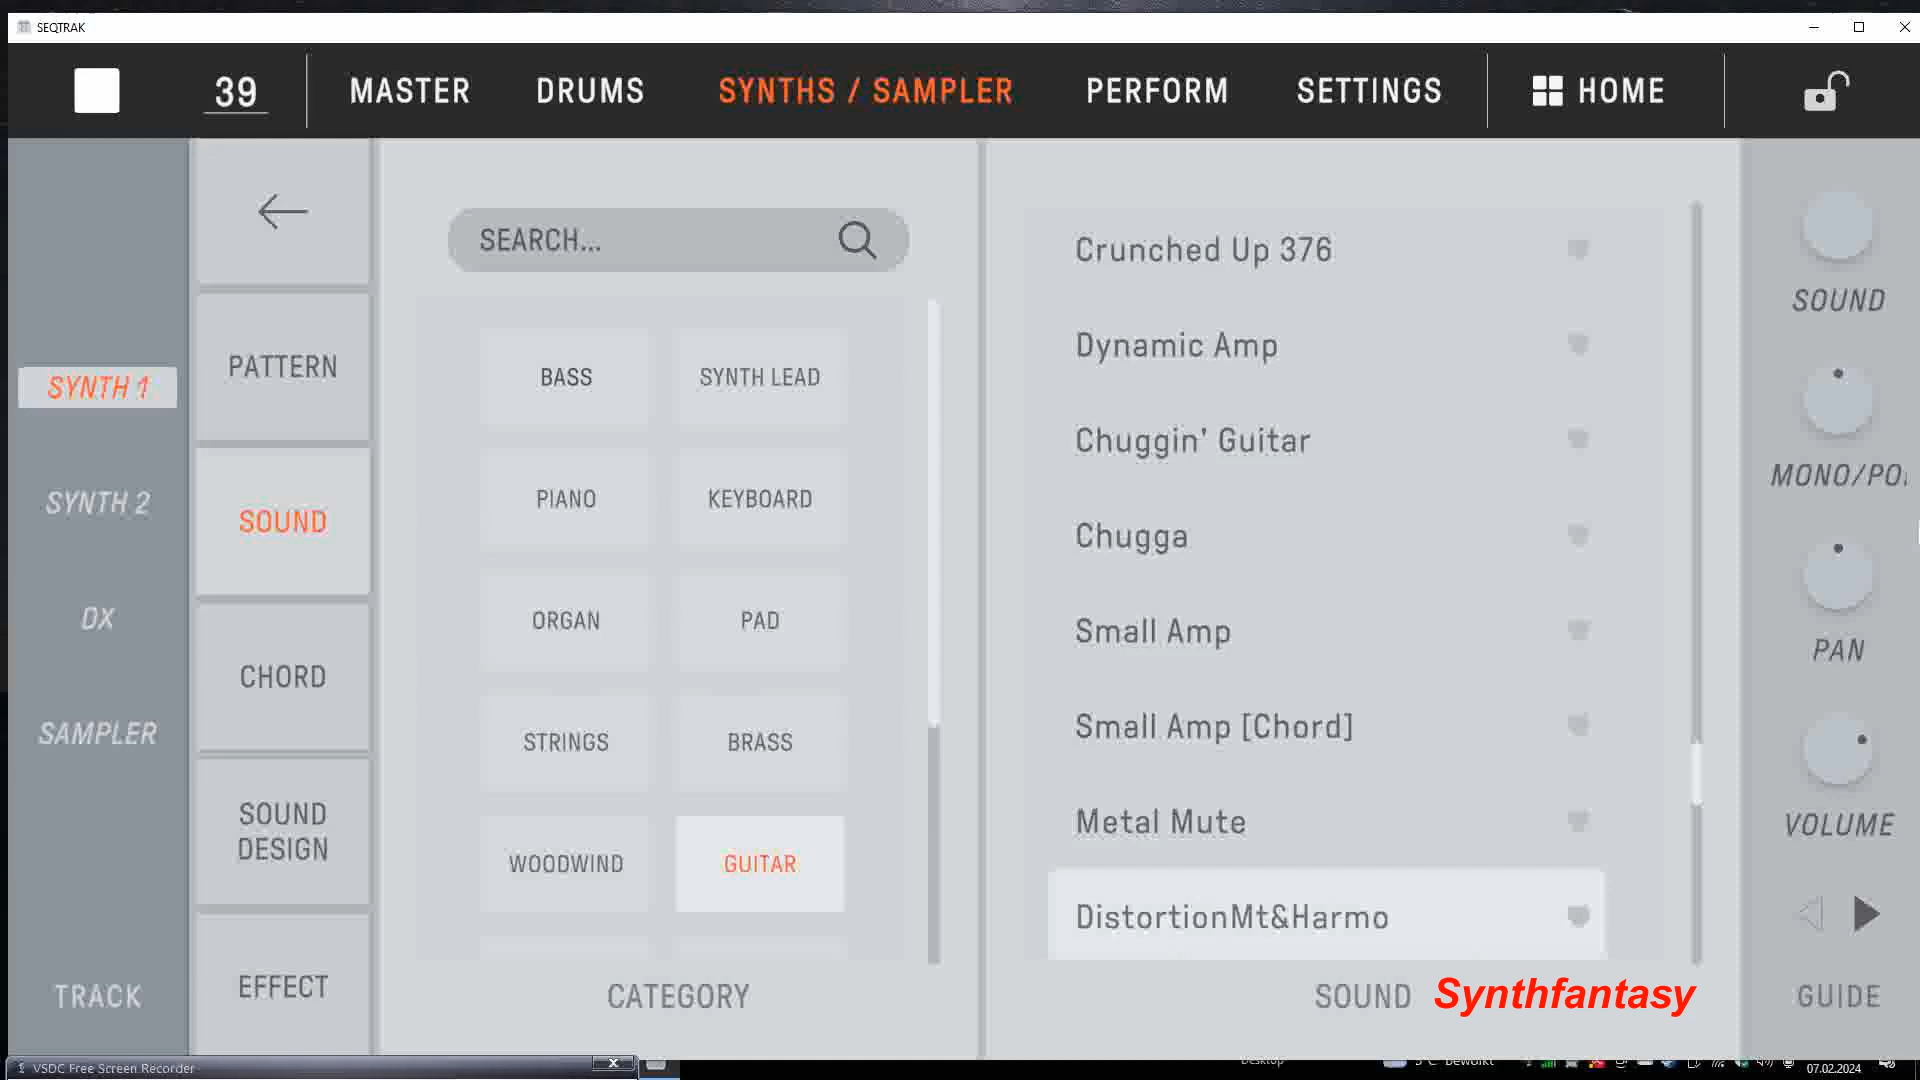 SEQTRAK
39
MASTER
DRUMS
SYNTHS / SAMPLER
PERFORM
SETTINGS
HOME
SYNTH 1
SYNTH 2
DX
SAMPLER
TRACK
PATTERN
SOUND
CHORD
SOUND
DESIGN
EFFECT
SEARCH...
BASS
SYNTH LEAD
PIANO
KEYBOARD
ORGAN
PAD
STRINGS
BRASS
WOODWIND
GUITAR
CATEGORY
Crunched Up 376
Dynamic Amp
Chuggin' Guitar
Chugga
Small Amp
Small Amp [Chord]
Metal Mute
DistortionMt&Harmo
SOUND
Synthfantasy
SOUND
MONO/PO
PAN
VOLUME
GUIDE
VSDC Free Screen Recorder
Desktop
5°C Bewölkt
07.02.2024